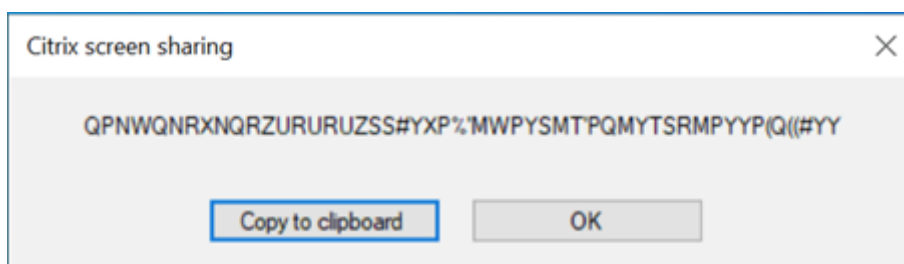 Citrix screen sharing
QPNWQNRXNQRZURURUZSS#YXP%'MWPYSMT'PQMYTSRMPYYP(Q((#YY
Copy to clipboard
OK